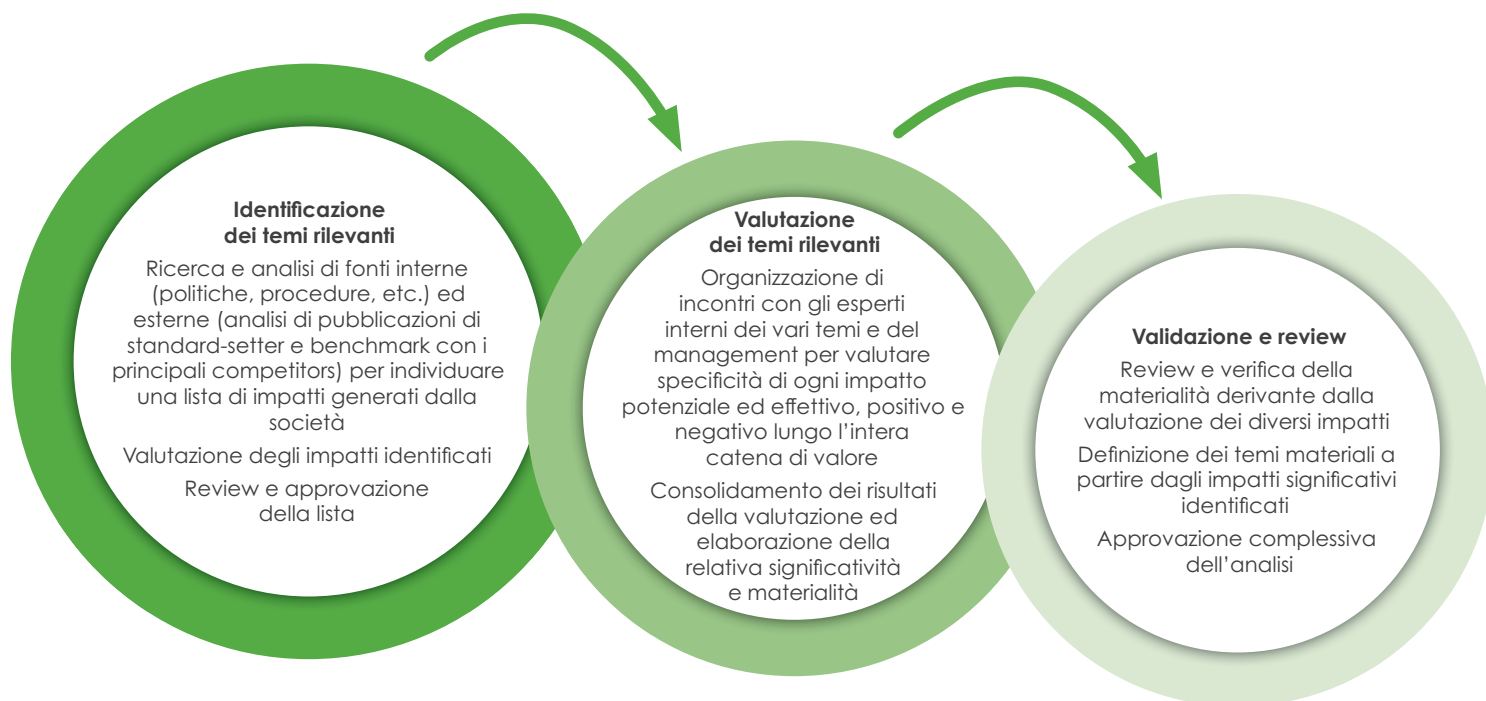 Identificazione
dei temi rilevanti
Ricerca e analisi di fonti interne
(politiche, procedure, etc.) ed
esterne (analisi di pubblicazioni di
standard-setter e benchmark con i
principali competitors) per individuare
una lista di impatti generati dalla
società
Valutazione degli impatti identificati
Review e approvazione
della lista
Valutazione
dei temi rilevanti
Organizzazione di
incontri con gli esperti
interni dei vari temi e del
management per valutare
specificità di ogni impatto
potenziale ed effettivo, positivo e
negativo lungo l’intera
catena di valore
Consolidamento dei risultati
della valutazione ed
elaborazione della
relativa significatività
e materialità
Validazione e review
Review e verifica della
materialità derivante dalla
valutazione dei diversi impatti
Definizione dei temi materiali a
partire dagli impatti significativi
identificati
Approvazione complessiva
dell’analisi